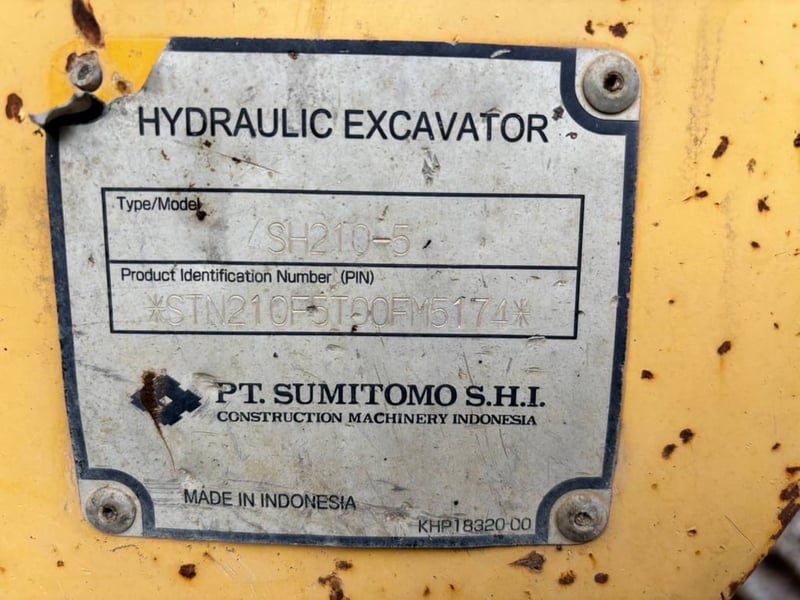 HYDRAULIC EXCAVATOR
Type/Model
SH210-5
Product Identification Number (PIN)
*STN210F5T00FM5174*
PT. SUMITOMO S.H.I.
CONSTRUCTION MACHINERY INDONESIA
MADE IN INDONESIA
KHP18320-00